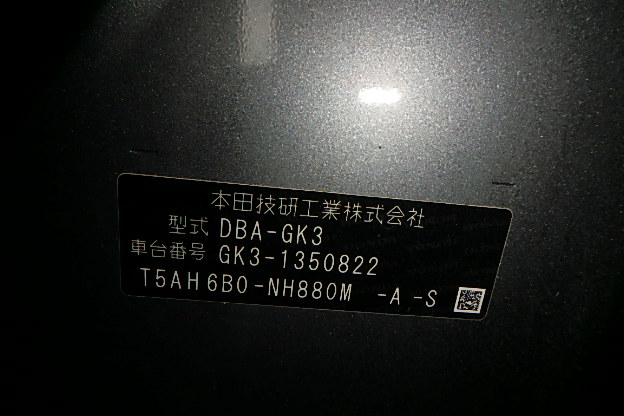 本田技研工業株式会社
型式 DBA-GK3
車台番号 GK3-1350822
T5AH6B0-NH880M -A -S